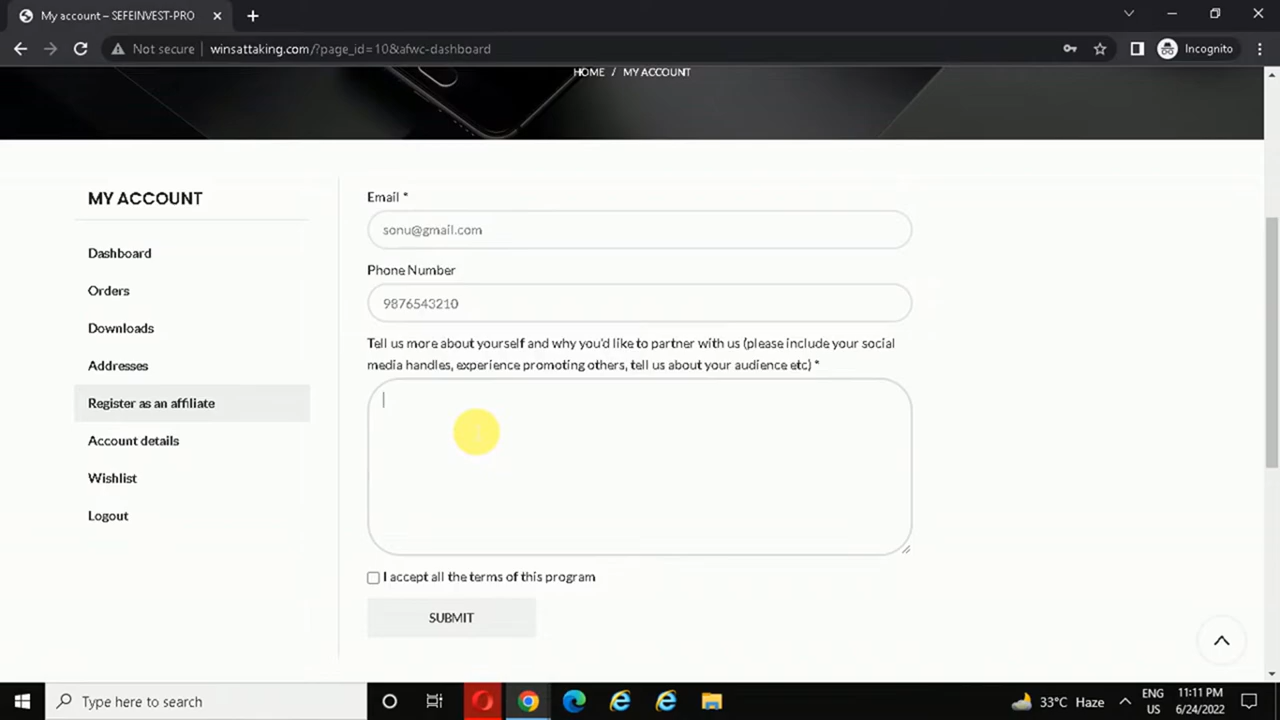 My account – SEFEINVEST-PRO
Not secure
winsattaking.com/?page_id=10&afwc-dashboard
Incognito
HOME / MY ACCOUNT
MY ACCOUNT
Dashboard
Orders
Downloads
Addresses
Register as an affiliate
Account details
Wishlist
Logout
Email *
sonu@gmail.com
Phone Number
9876543210
Tell us more about yourself and why you'd like to partner with us (please include your social
media handles, experience promoting others, tell us about your audience etc) *
I accept all the terms of this program
SUBMIT
Type here to search
33°C Haze
ENG
US
11:11 PM
6/24/2022